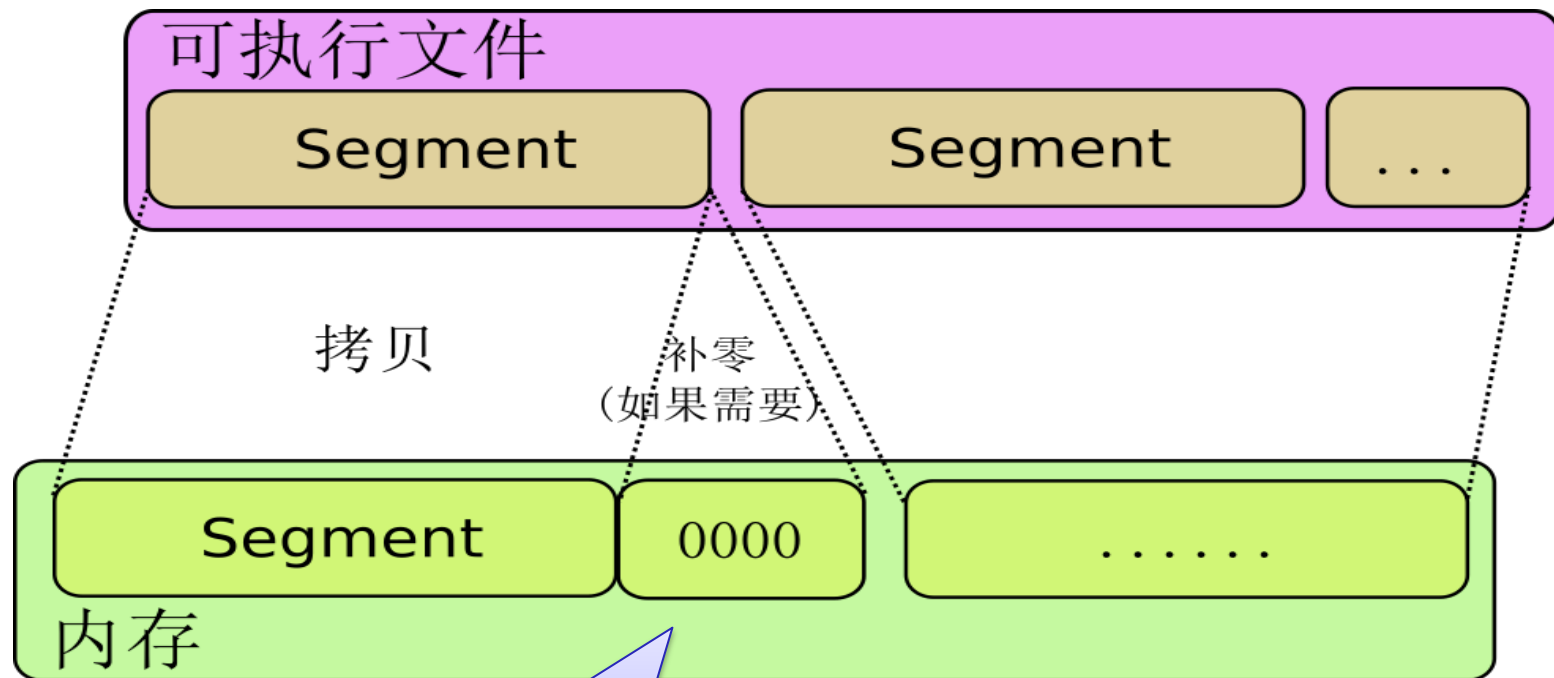 可执行文件
Segment
Segment
...
拷贝
补零
(如果需要)
Segment
0000
......
内存